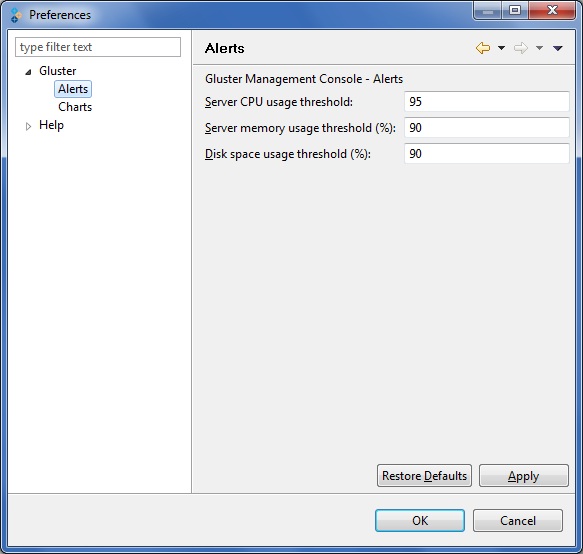 Preferences
type filter text
Gluster
Alerts
Charts
Help
Alerts
Gluster Management Console - Alerts
Server CPU usage threshold: 95
Server memory usage threshold (%): 90
Disk space usage threshold (%): 90
Restore Defaults Apply
OK Cancel